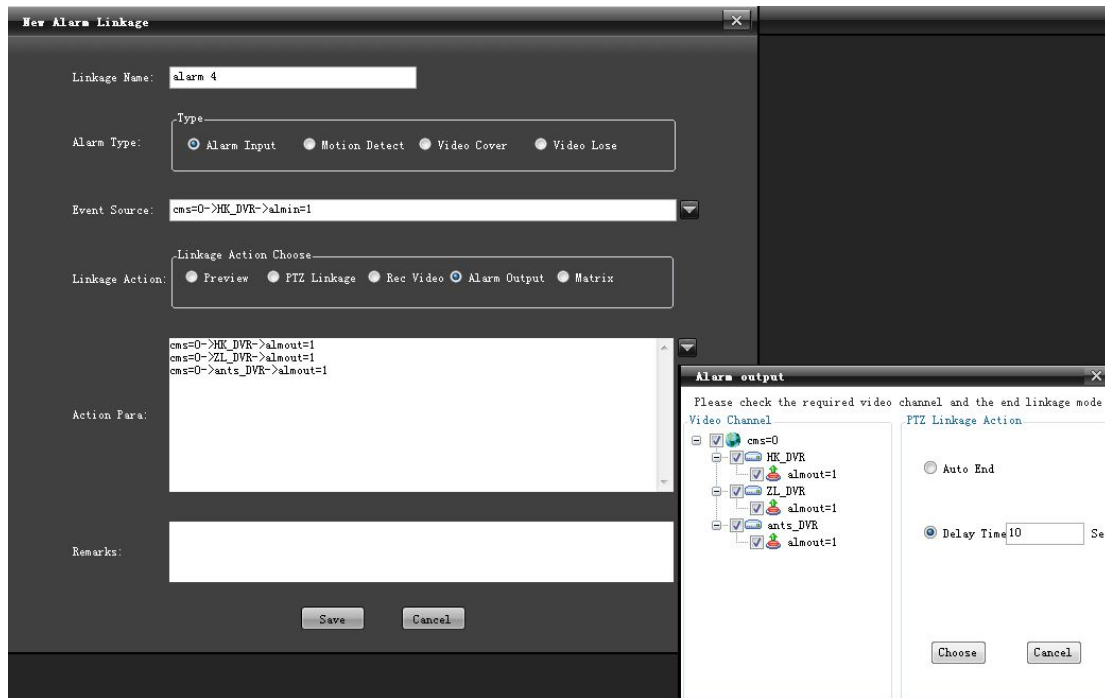 New Alarm Linkage
Linkage Name: alarm 4
Type
Alarm Type: Alarm Input Motion Detect Video Cover Video Lose
Event Source: cms=0->HK_DVR->almin=1
Linkage Action Choose
Linkage Action: Preview PTZ Linkage Rec Video Alarm Output Matrix
cms=0->HK_DVR->almout=1
cms=0->ZL_DVR->almout=1
cms=0->ants_DVR->almout=1
Action Para:
Remarks:
Save Cancel
Alarm output
Please check the required video channel and the end linkage mode
Video Channel
cms=0
HK_DVR
almout=1
ZL_DVR
almout=1
ants_DVR
almout=1
PTZ Linkage Action
Auto End
Delay Time 10 Se
Choose Cancel